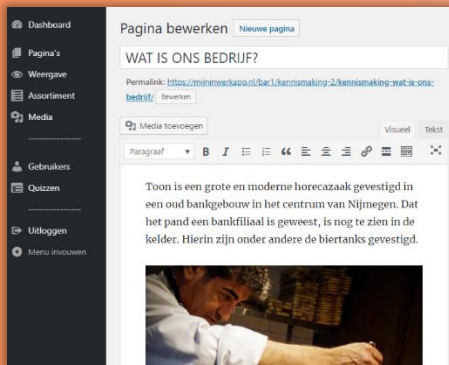 Dashboard
Pagina's
Weergave
Assortiment
Media
---------------
Gebruikers
Quizzen
---------------
Uitloggen
Menu invouwen
Pagina bewerken Nieuwe pagina
WAT IS ONS BEDRIJF?
Permalink: https://mijninwerkapp.nl/bar1/kennismaking-2/kennismaking-wat-is-ons-
bedrijf/ Bewerken
Media toevoegen
Visueel Tekst
Paragraaf B I
Toon is een grote en moderne horecazaak gevestigd in
een oud bankgebouw in het centrum van Nijmegen. Dat
het pand een bankfiliaal is geweest, is nog te zien in de
kelder. Hierin zijn onder andere de biertanks gevestigd.